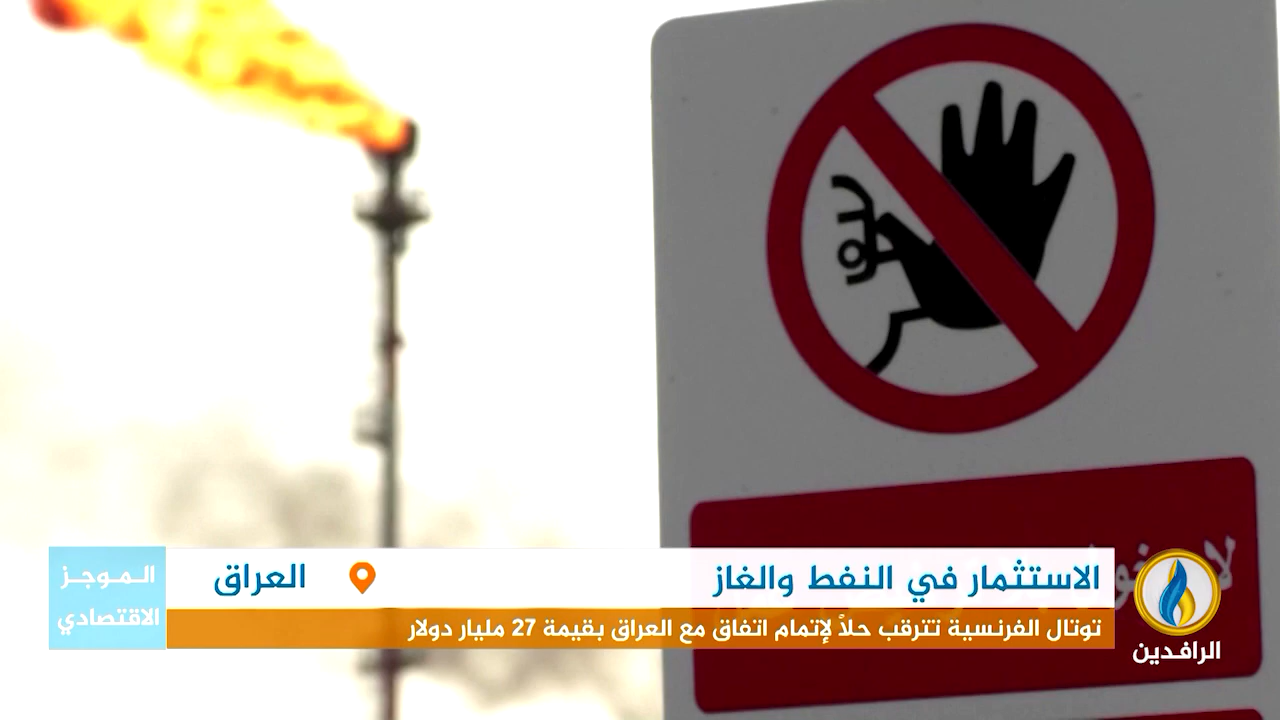 الاستثمار في النفط والغاز
العراق
توتال الفرنسية تترقب حلاً لإتمام اتفاق مع العراق بقيمة 27 مليار دولار
الموجز
الاقتصادي
الرافدين